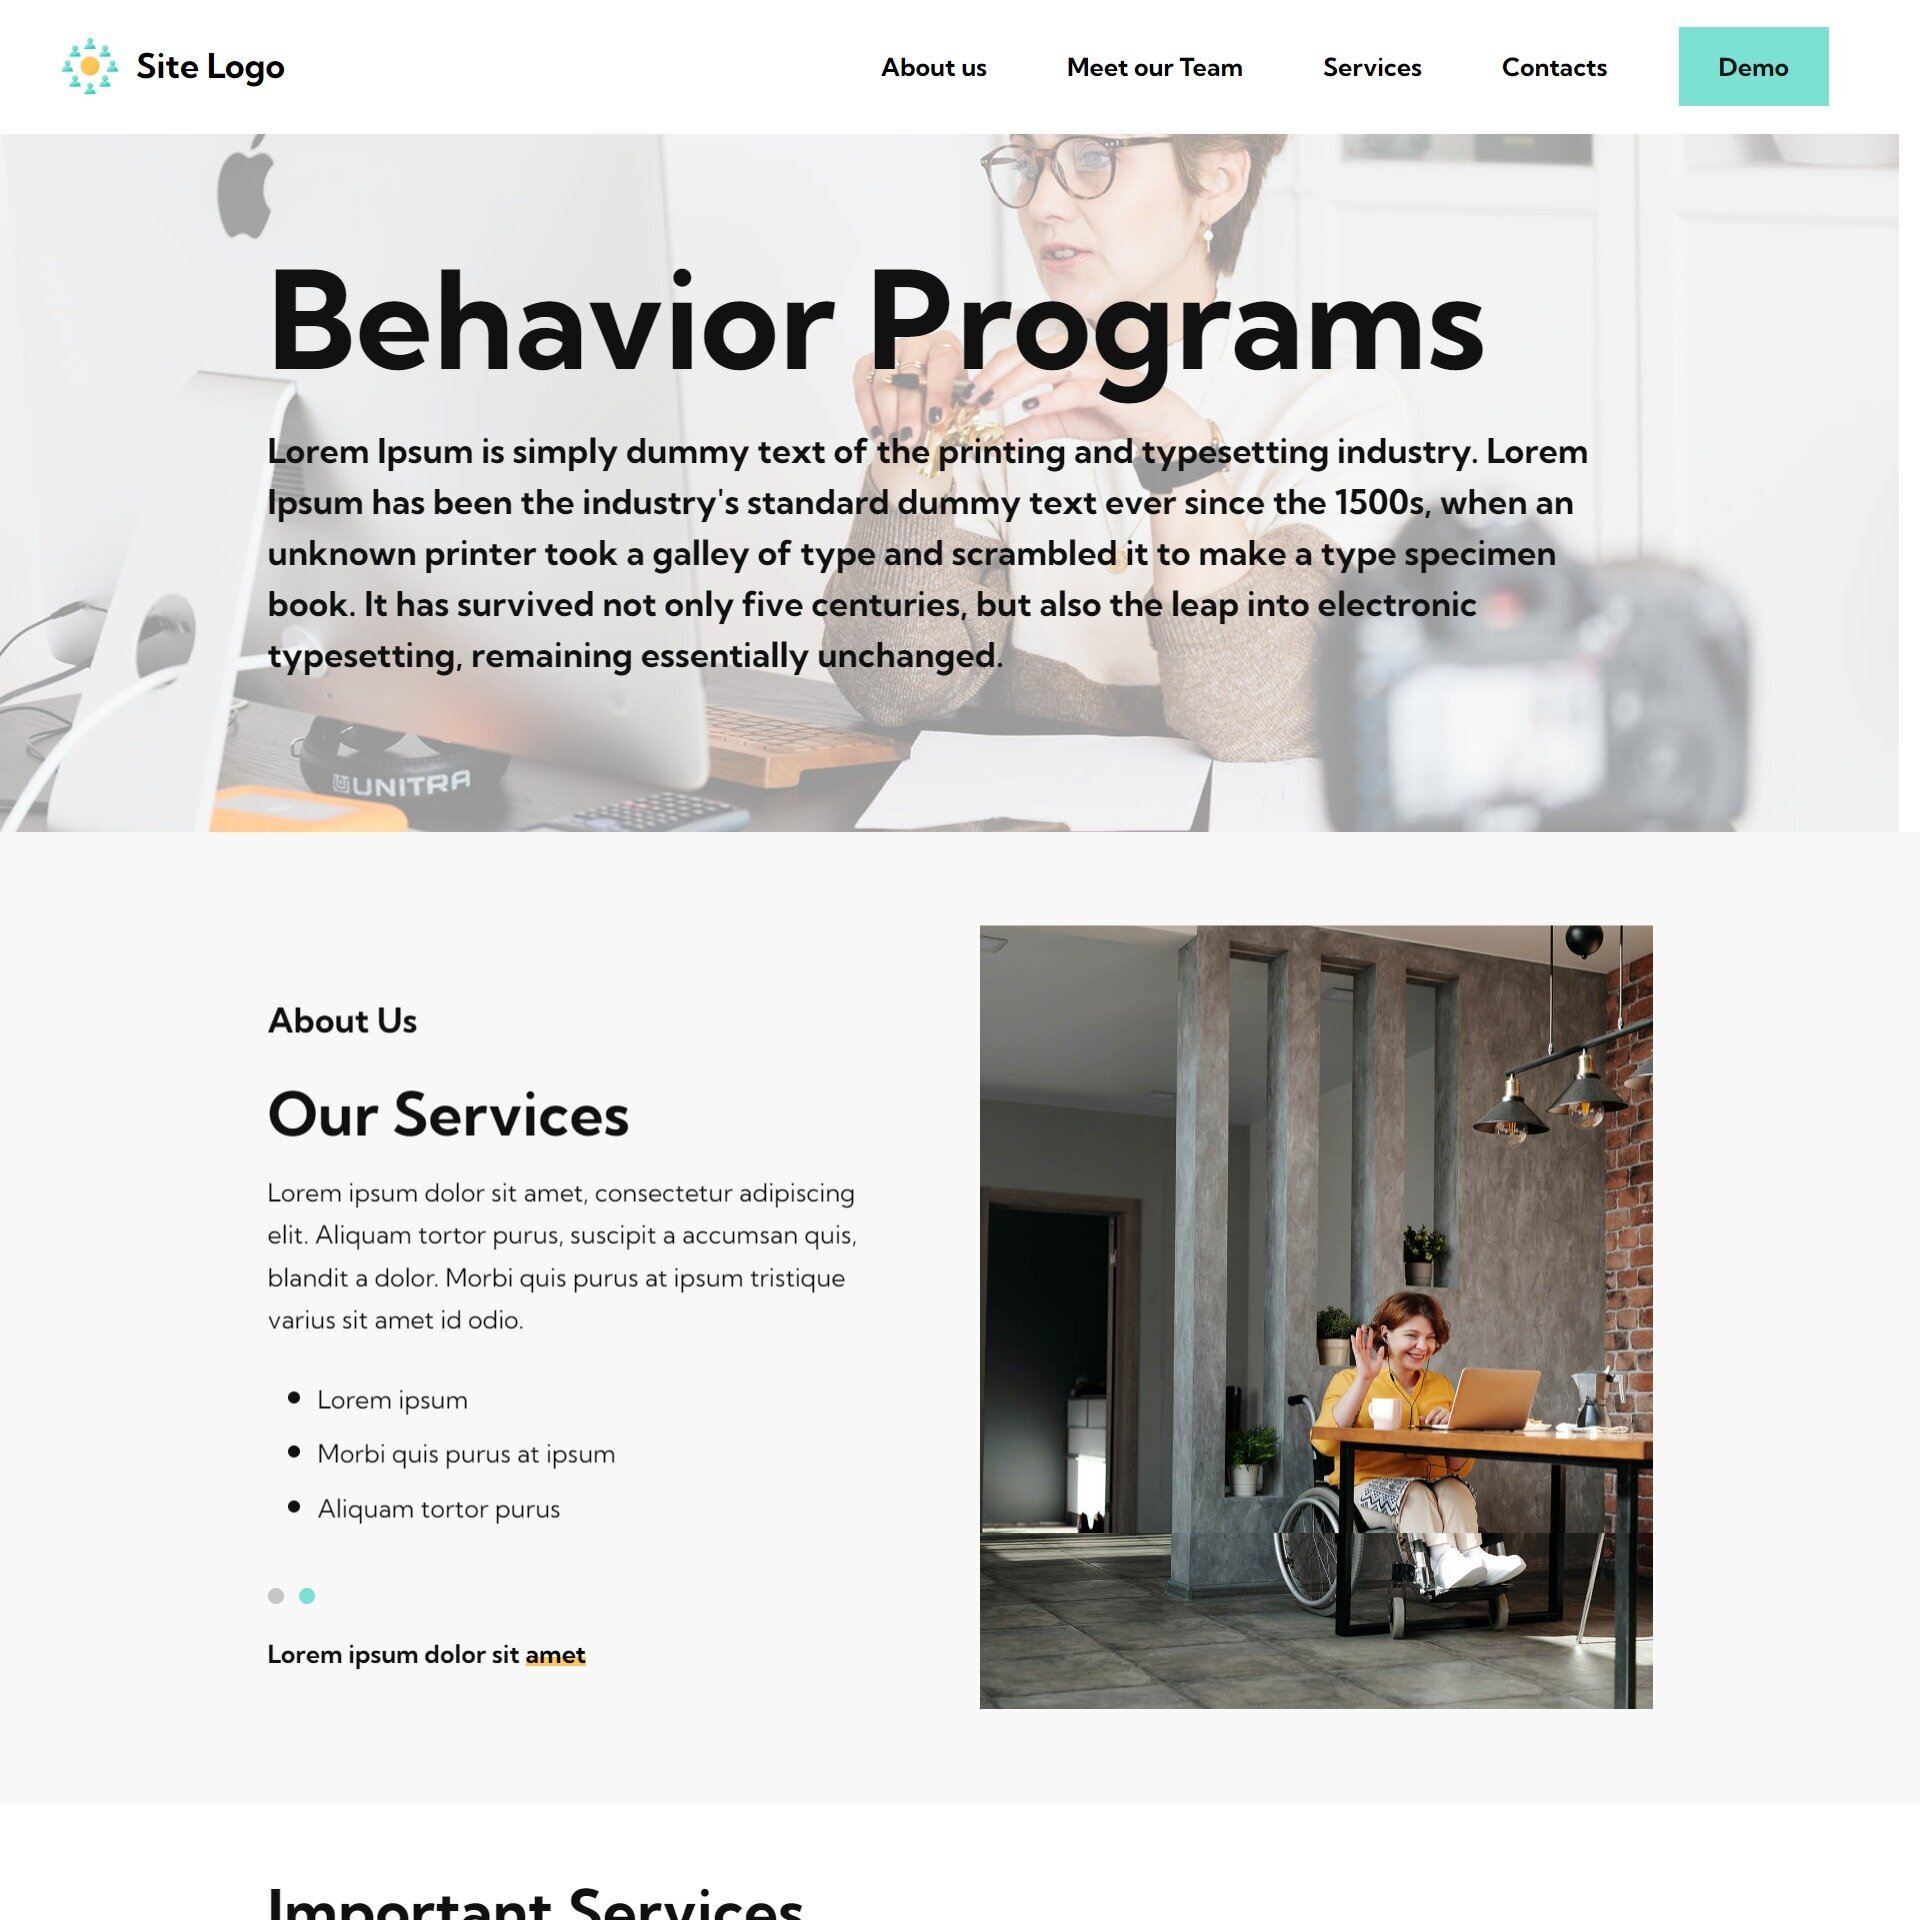 Site Logo
About us
Meet our Team
Services
Contacts
Demo
Behavior Programs
Lorem Ipsum is simply dummy text of the printing and typesetting industry. Lorem
Ipsum has been the industry's standard dummy text ever since the 1500s, when an
unknown printer took a galley of type and scrambled it to make a type specimen
book. It has survived not only five centuries, but also the leap into electronic
typesetting, remaining essentially unchanged.
UNITRA
About Us
Our Services
Lorem ipsum dolor sit amet, consectetur adipiscing
elit. Aliquam tortor purus, suscipit a accumsan quis,
blandit a dolor. Morbi quis purus at ipsum tristique
varius sit amet id odio.
Lorem ipsum
Morbi quis purus at ipsum
Aliquam tortor purus
Lorem ipsum dolor sit amet
Important Services